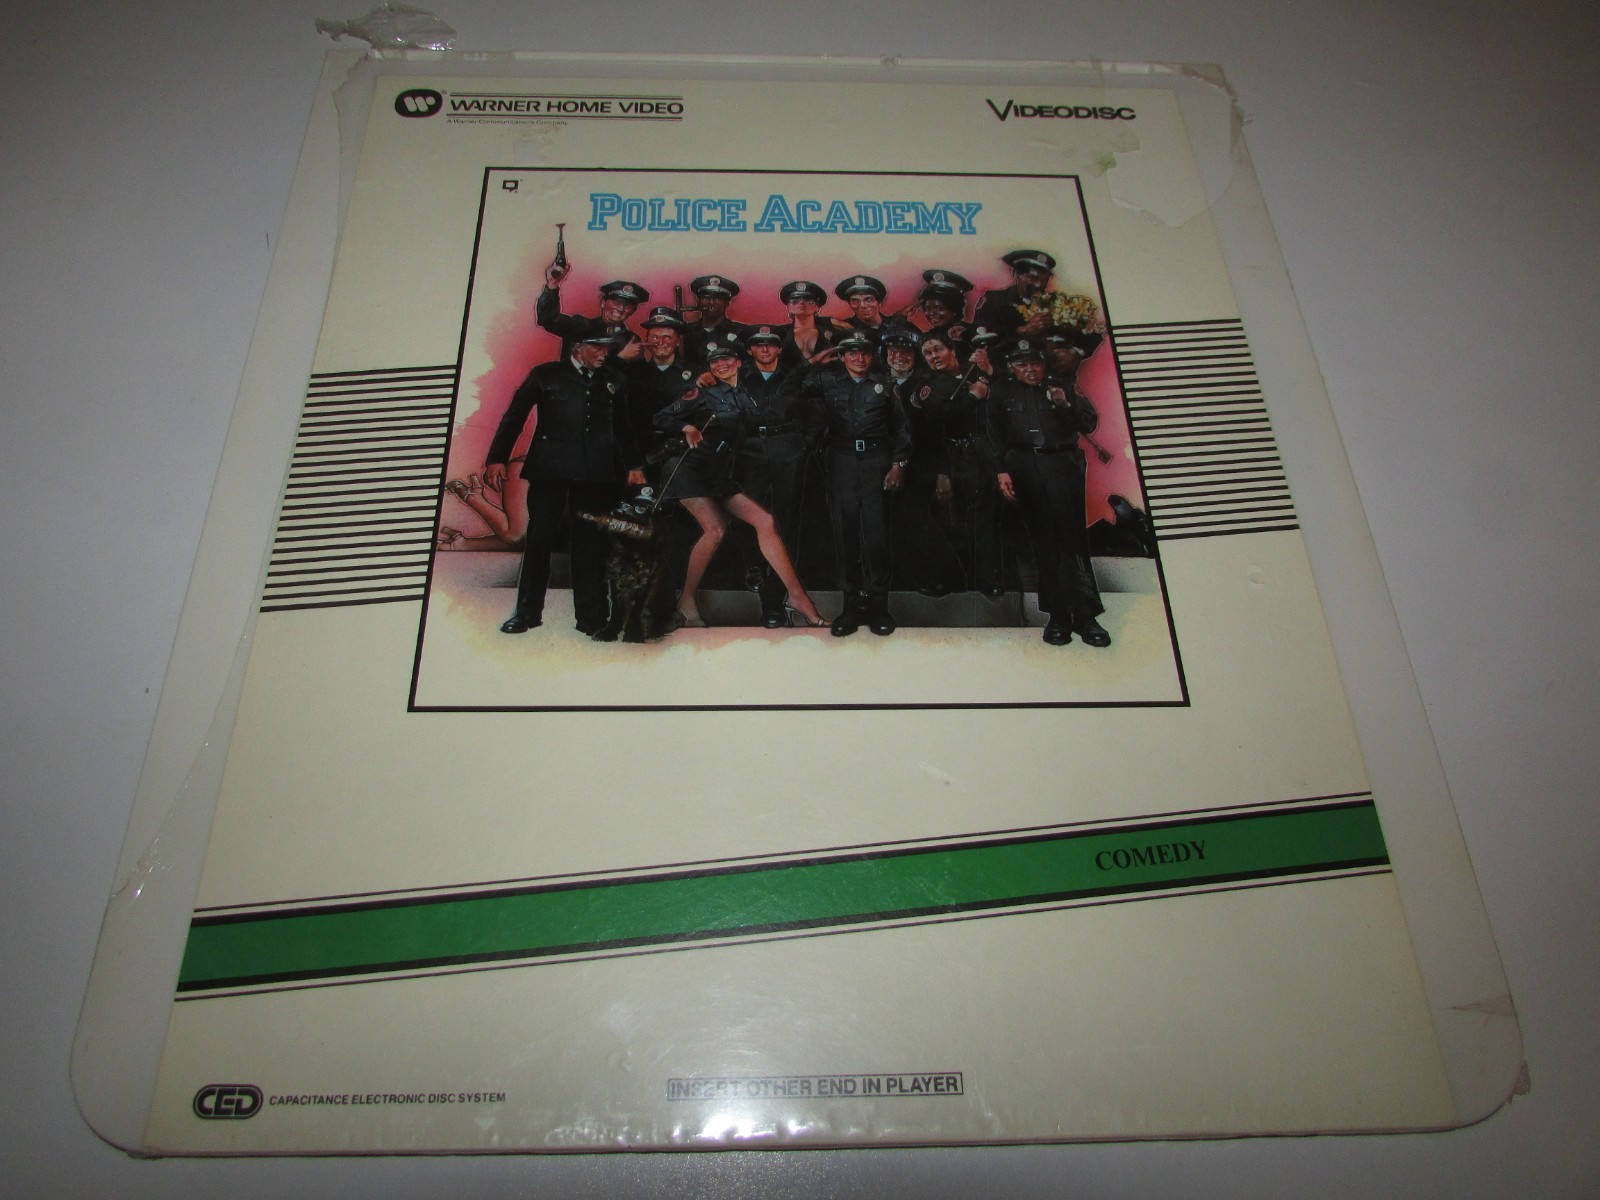 WARNER HOME VIDEO
A Warner Communications Company
VIDEODISC
POLICE ACADEMY
COMEDY
CED CAPACITANCE ELECTRONIC DISC SYSTEM
INSERT OTHER END IN PLAYER